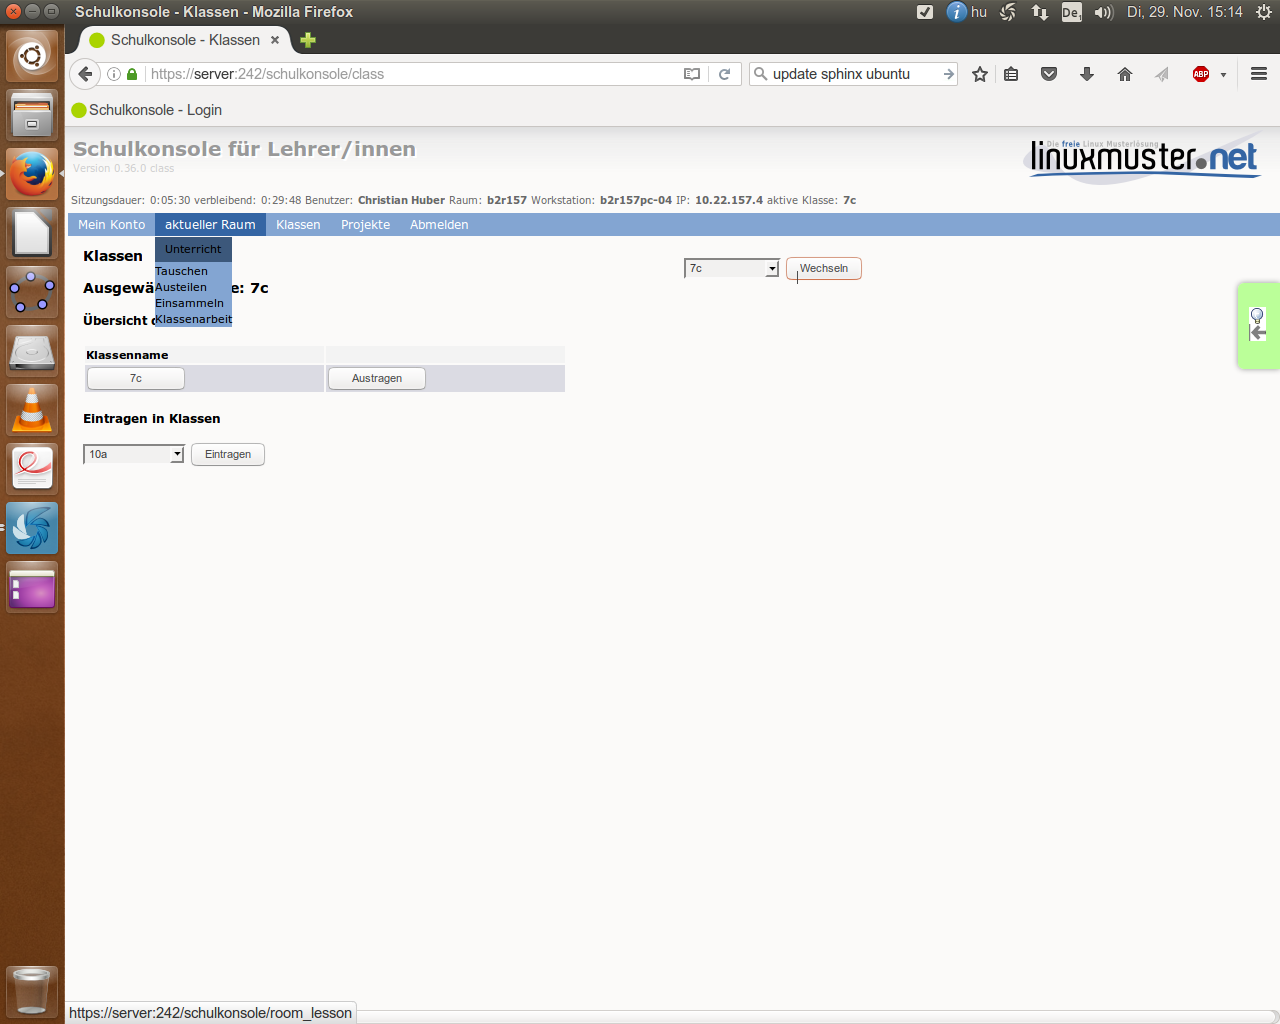 Schulkonsole - Klassen - Mozilla Firefox
hu
De1
Di, 29. Nov. 15:14
Schulkonsole - Klassen
https://server:242/schulkonsole/class
update sphinx ubuntu
ABP
Schulkonsole - Login
Schulkonsole für Lehrer/innen
Version 0.36.0 class
Die freie Linux Musterlösung
linuxmuster.net
Sitzungsdauer: 0:05:30 verbleibend: 0:29:48 Benutzer: Christian Huber Raum: b2r157 Workstation: b2r157pc-04 IP: 10.22.157.4 aktive Klasse: 7c
Mein Konto aktueller Raum Klassen Projekte Abmelden
Unterricht
Tauschen
Austeilen
Einsammeln
Klassenarbeit
Klassen
7c
Wechseln
Ausgewä e: 7c
Übersicht
Klassenname
7c
Austragen
Eintragen in Klassen
10a
Eintragen
https://server:242/schulkonsole/room_lesson